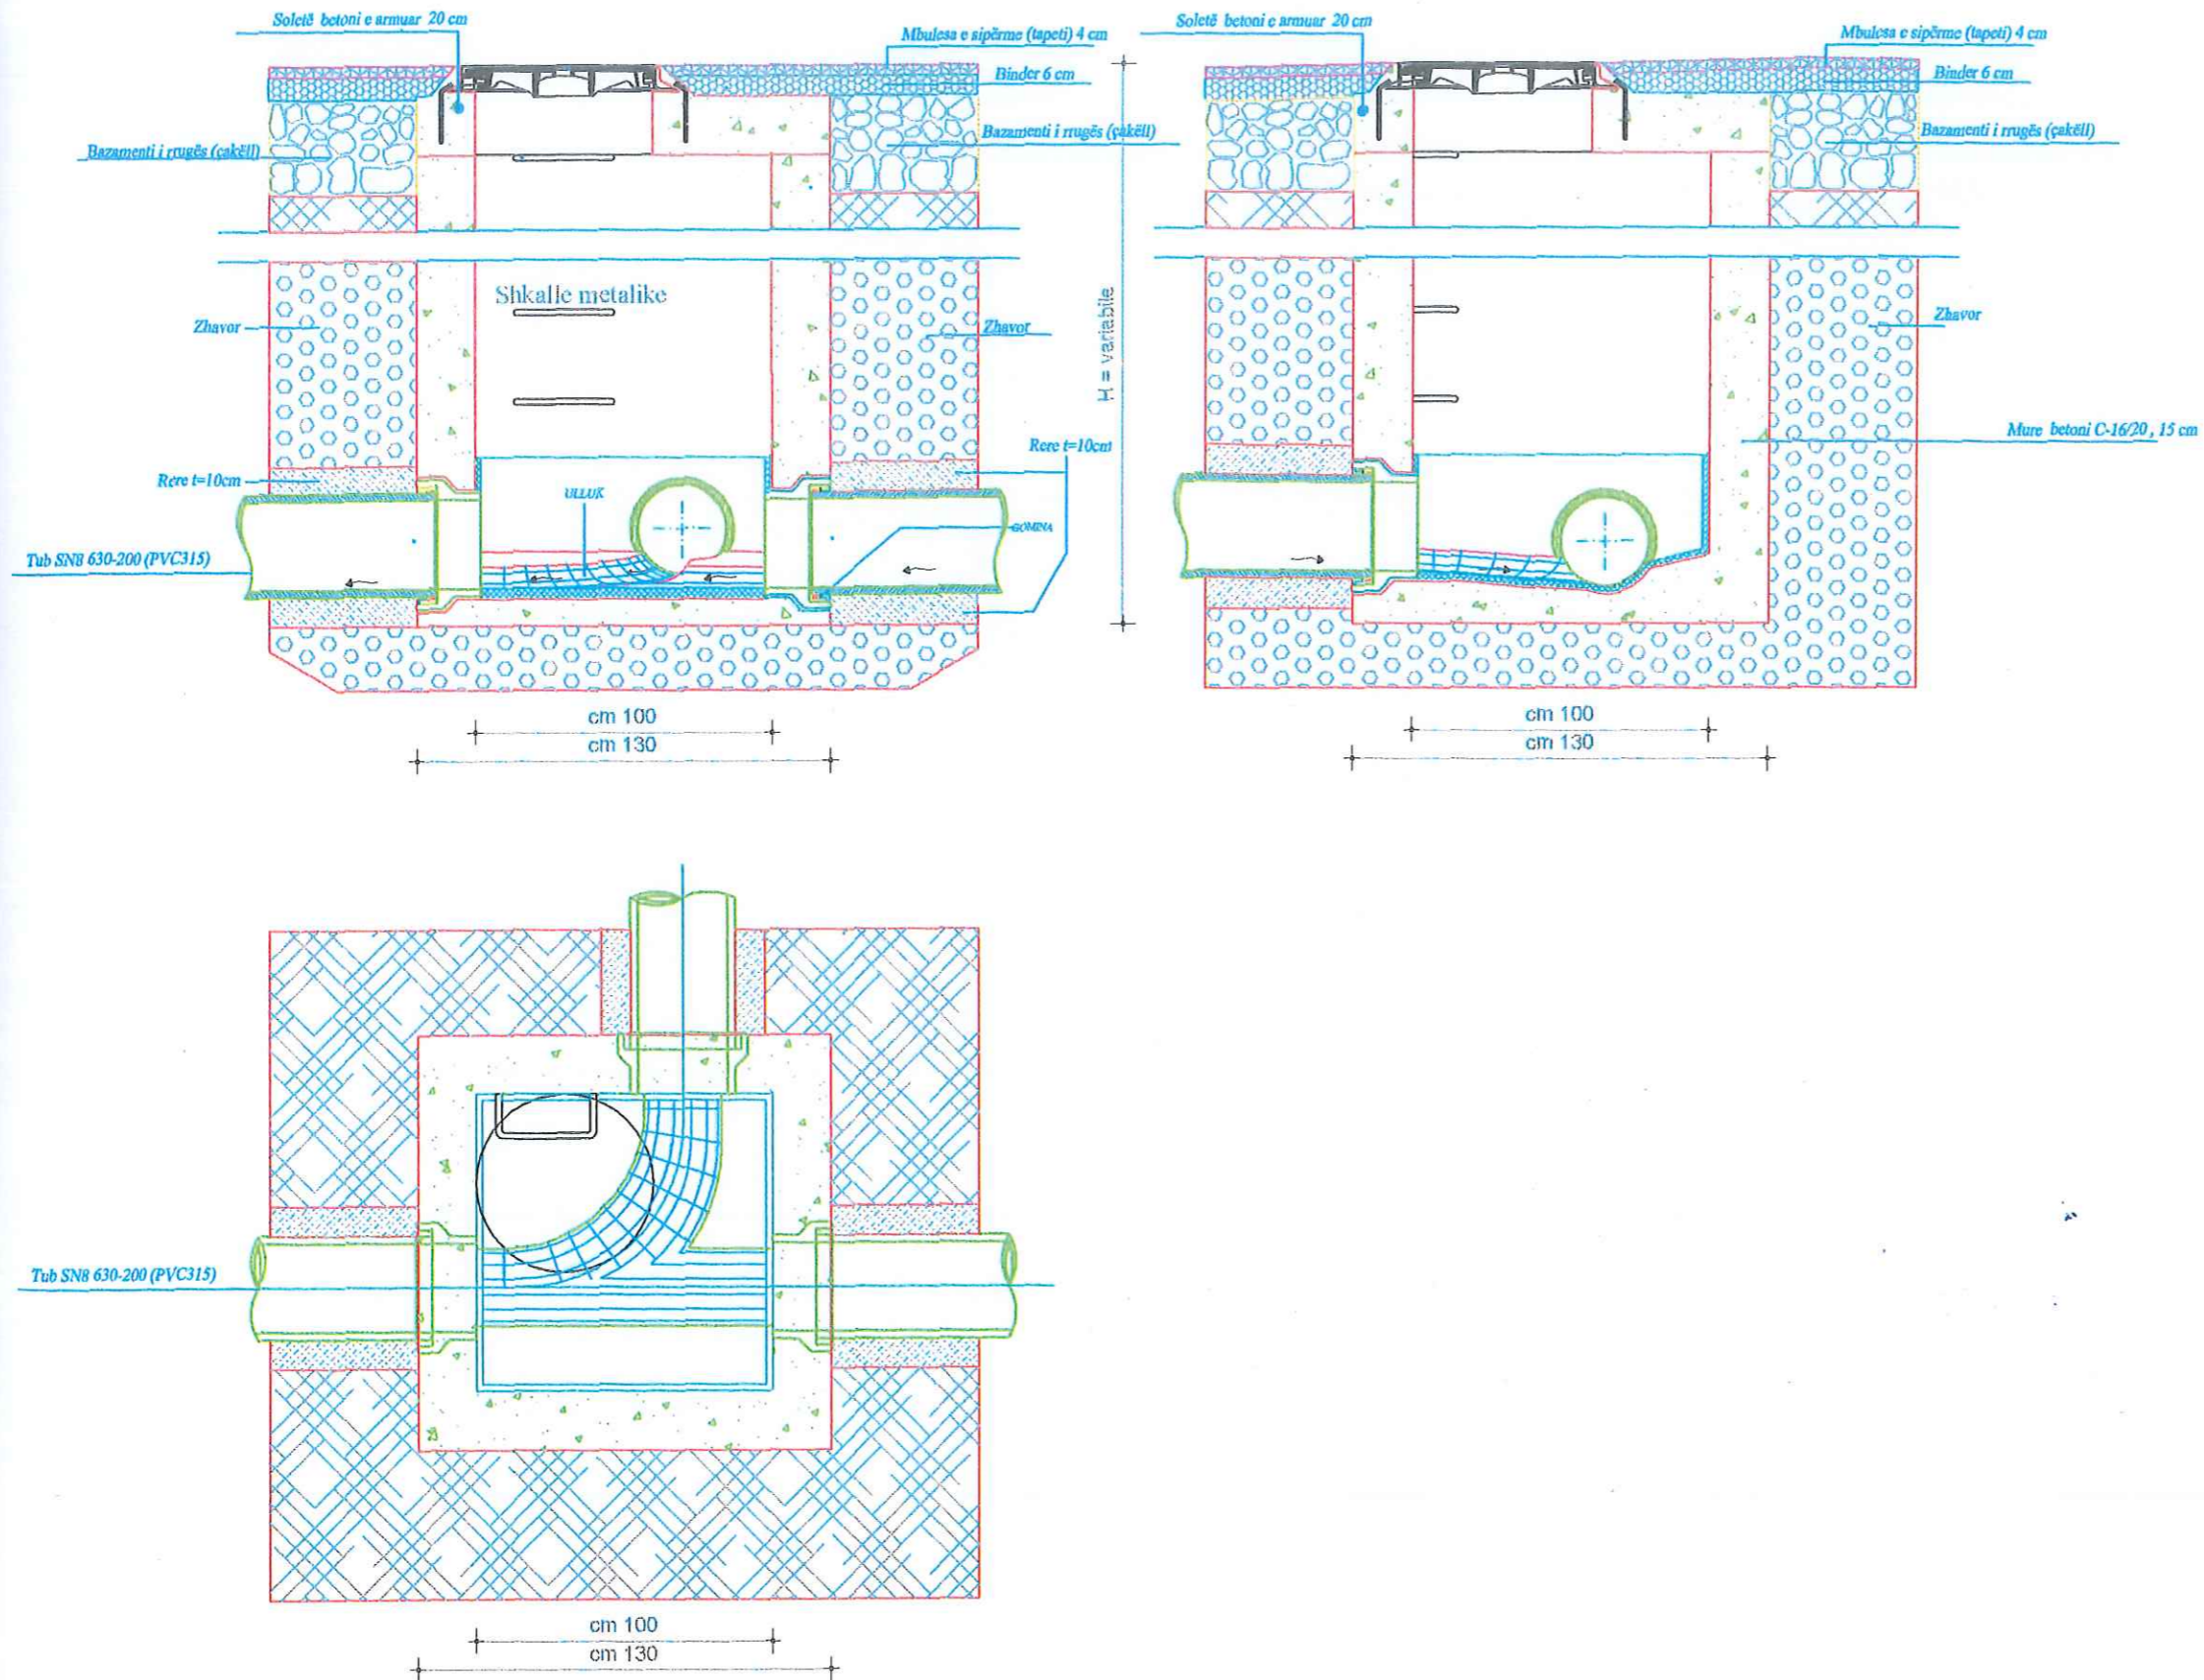 Soletë betoni e armuar 20 cm
Mbulesa e sipërme (tapeti) 4 cm
Binder 6 cm
Bazamenti i rrugës (çakëll)
Bazamenti i rrugës (çakëll)
Shkalle metalike
Zhavor
Zhavor
H = variabile
Rere t=10cm
Rere t=10cm
ULLUK
GOMINA
Tub SN8 630-200 (PVC315)
cm 100
cm 130
Soletë betoni e armuar 20 cm
Mbulesa e sipërme (tapeti) 4 cm
Binder 6 cm
Bazamenti i rrugës (çakëll)
Zhavor
Mure betoni C-16/20 , 15 cm
cm 100
cm 130
Tub SN8 630-200 (PVC315)
cm 100
cm 130